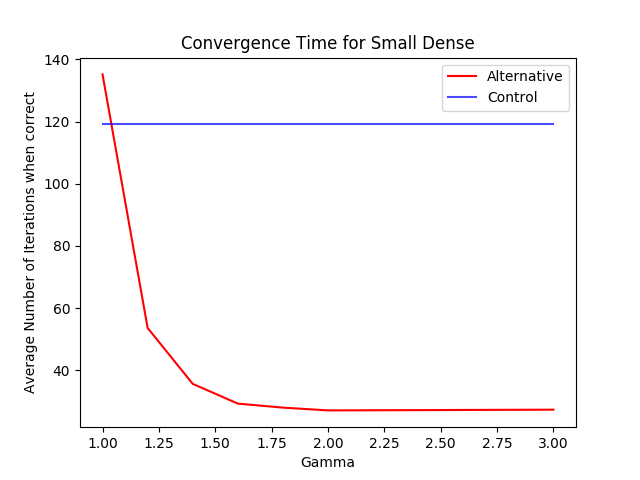 Convergence Time for Small Dense
Average Number of Iterations when correct
140
120
100
80
60
40
Alternative
Control
1.00 1.25 1.50 1.75 2.00 2.25 2.50 2.75 3.00
Gamma